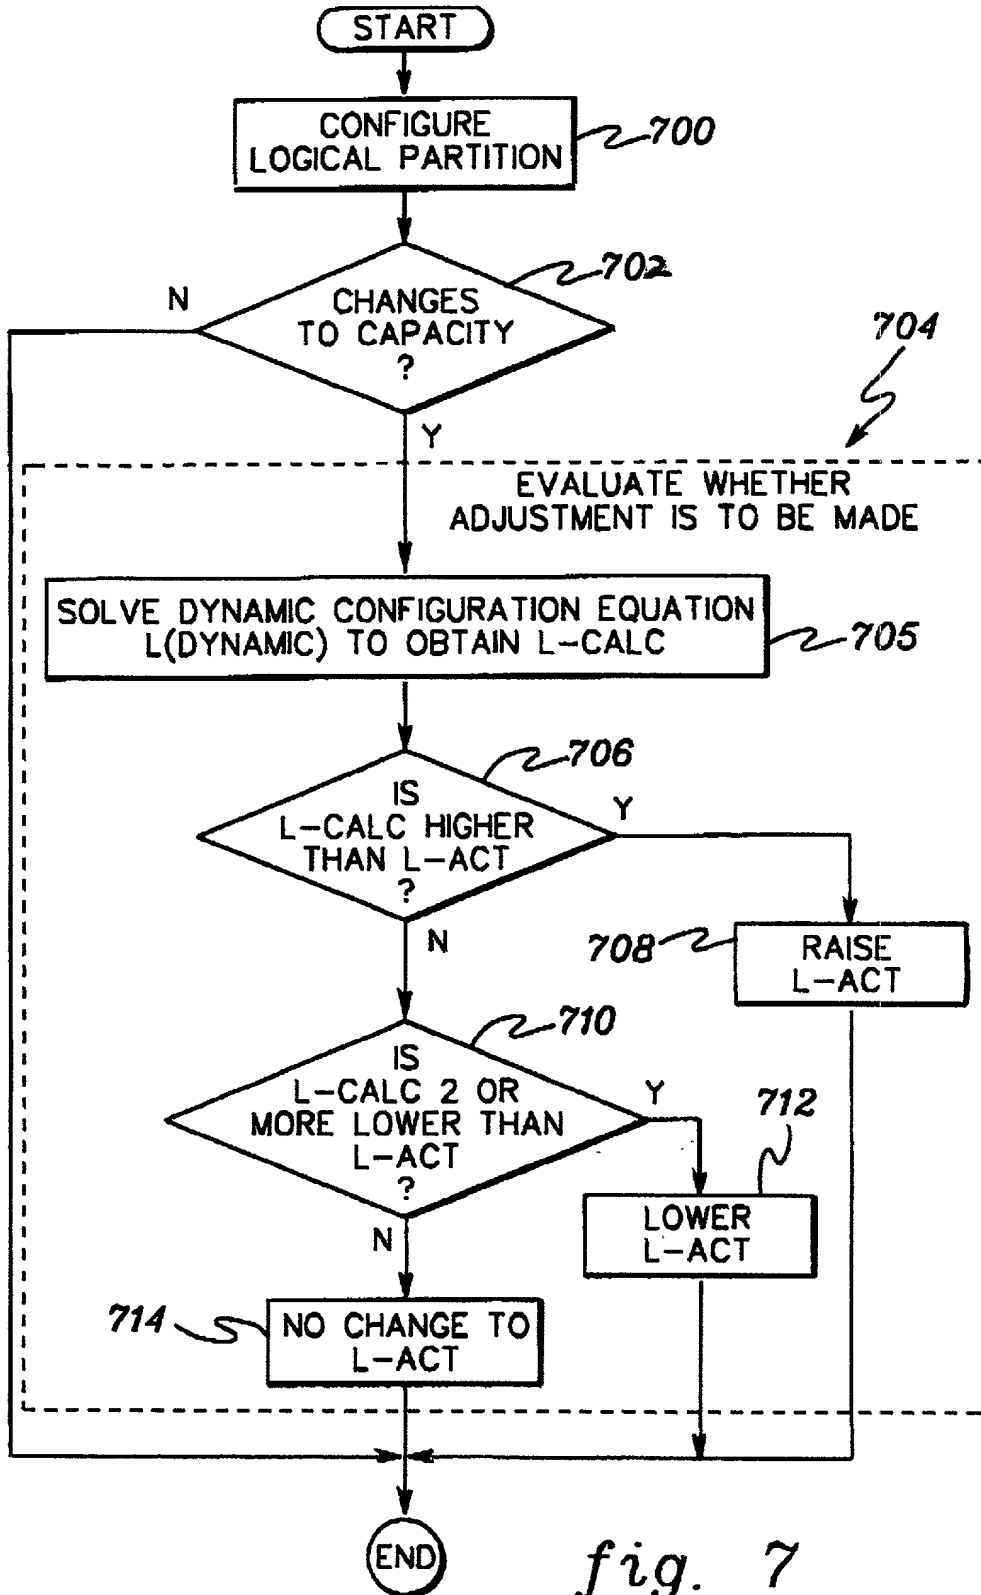 START
CONFIGURE
LOGICAL PARTITION
700
702
N
CHANGES
TO CAPACITY
?
704
Y
EVALUATE WHETHER
ADJUSTMENT IS TO BE MADE
SOLVE DYNAMIC CONFIGURATION EQUATION
L(DYNAMIC) TO OBTAIN L-CALC
705
706
IS
L-CALC HIGHER
THAN L-ACT
?
Y
N
708
RAISE
L-ACT
710
IS
L-CALC 2 OR
MORE LOWER THAN
L-ACT
?
Y
712
N
LOWER
L-ACT
714
NO CHANGE TO
L-ACT
END
fig. 7